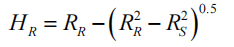 H_R = R_R − (R_R^2 − R_S^2)^0.5